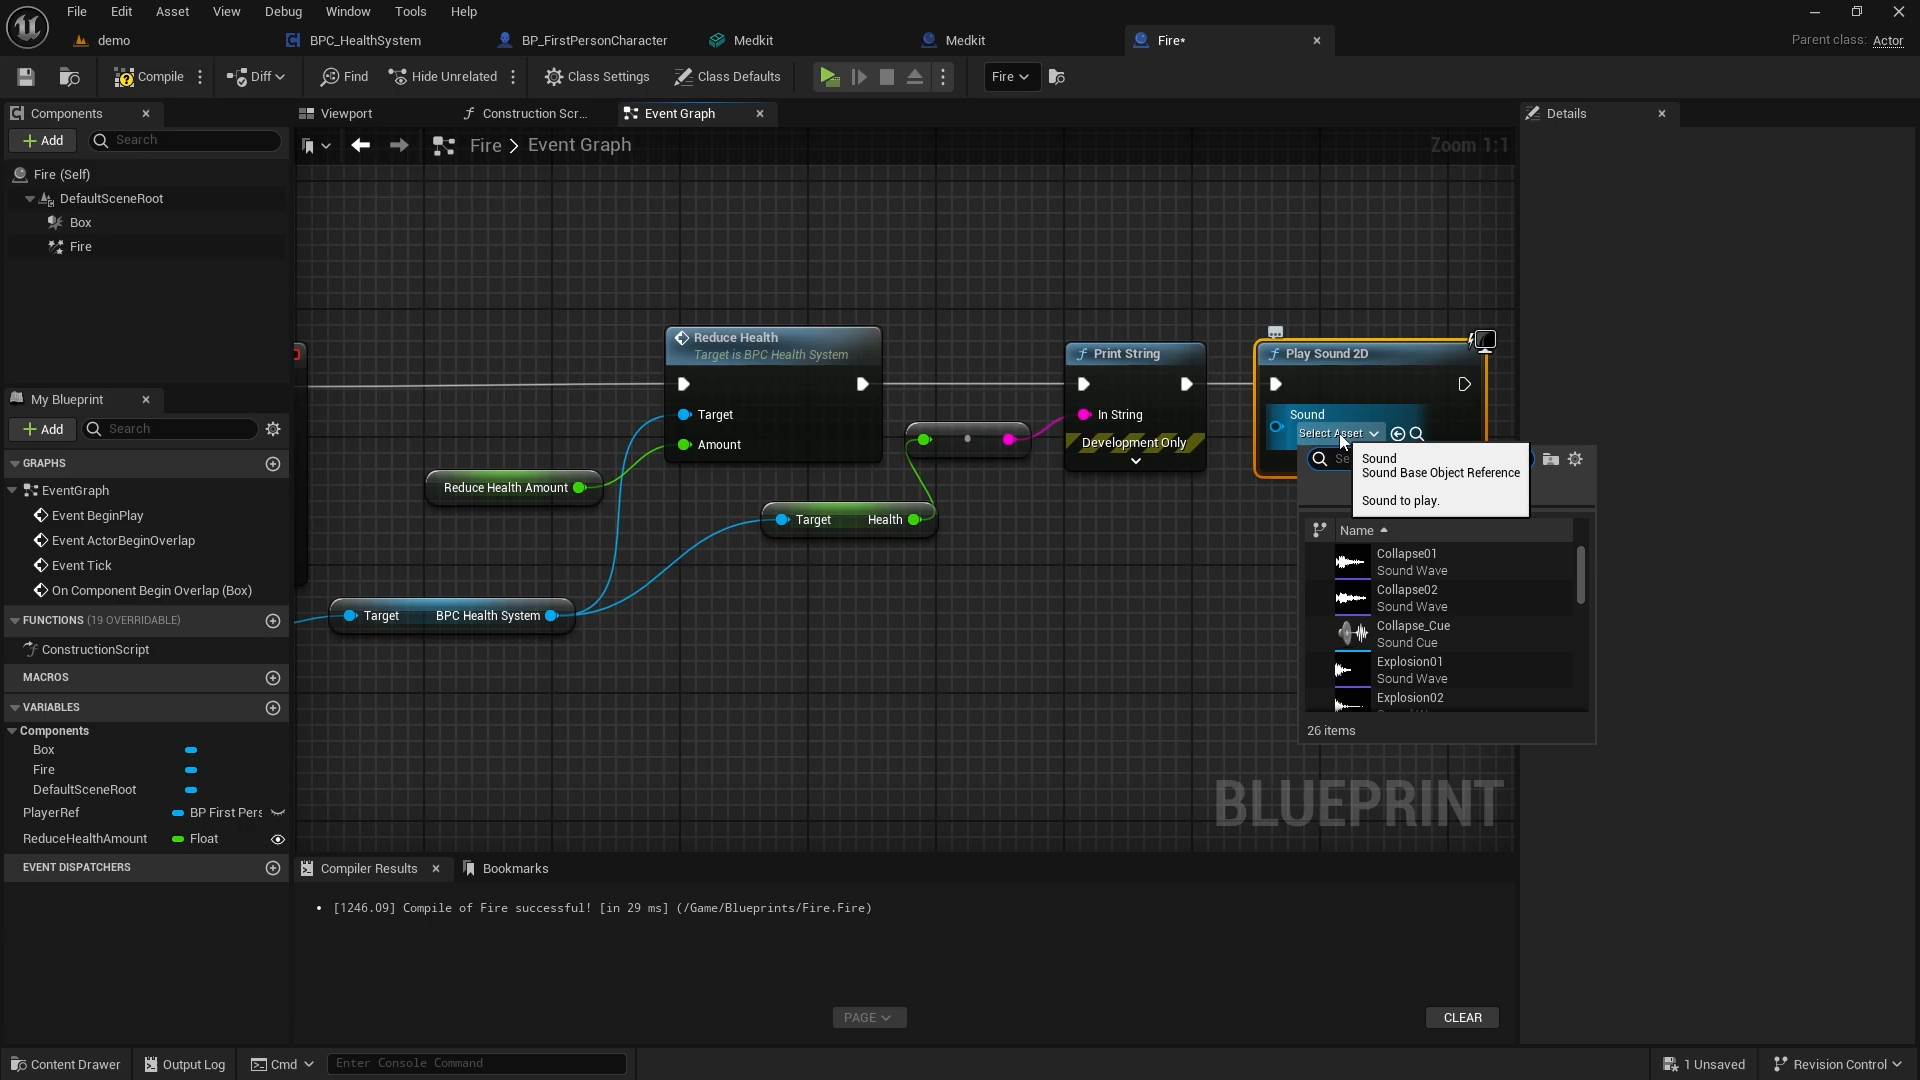 File Edit Asset View Debug Window Tools Help
demo BPC_HealthSystem BP_FirstPersonCharacter Medkit Medkit Fire*
Parent class: Actor
Compile Diff Find Hide Unrelated Class Settings Class Defaults Fire
Components
Add Search
Fire (Self)
DefaultSceneRoot
Box
Fire
My Blueprint
Add Search
GRAPHS
EventGraph
Event BeginPlay
Event ActorBeginOverlap
Event Tick
On Component Begin Overlap (Box)
FUNCTIONS (19 OVERRIDABLE)
ConstructionScript
MACROS
VARIABLES
Components
Box
Fire
DefaultSceneRoot
PlayerRef BP First Pers
ReduceHealthAmount Float
EVENT DISPATCHERS
Viewport Construction Scr... Event Graph
Fire > Event Graph
Zoom 1:1
Reduce Health
Target is BPC Health System
Target
Amount
Reduce Health Amount
Target Health
Target BPC Health System
Print String
In String
Development Only
Play Sound 2D
Sound
Select Asset
Se
Sound
Sound Base Object Reference
Sound to play.
Name
Collapse01
Sound Wave
Collapse02
Sound Wave
Collapse_Cue
Sound Cue
Explosion01
Sound Wave
Explosion02
26 items
BLUEPRINT
Details
Compiler Results Bookmarks
• [1246.09] Compile of Fire successful! [in 29 ms] (/Game/Blueprints/Fire.Fire)
PAGE CLEAR
Content Drawer Output Log Cmd Enter Console Command 1 Unsaved Revision Control